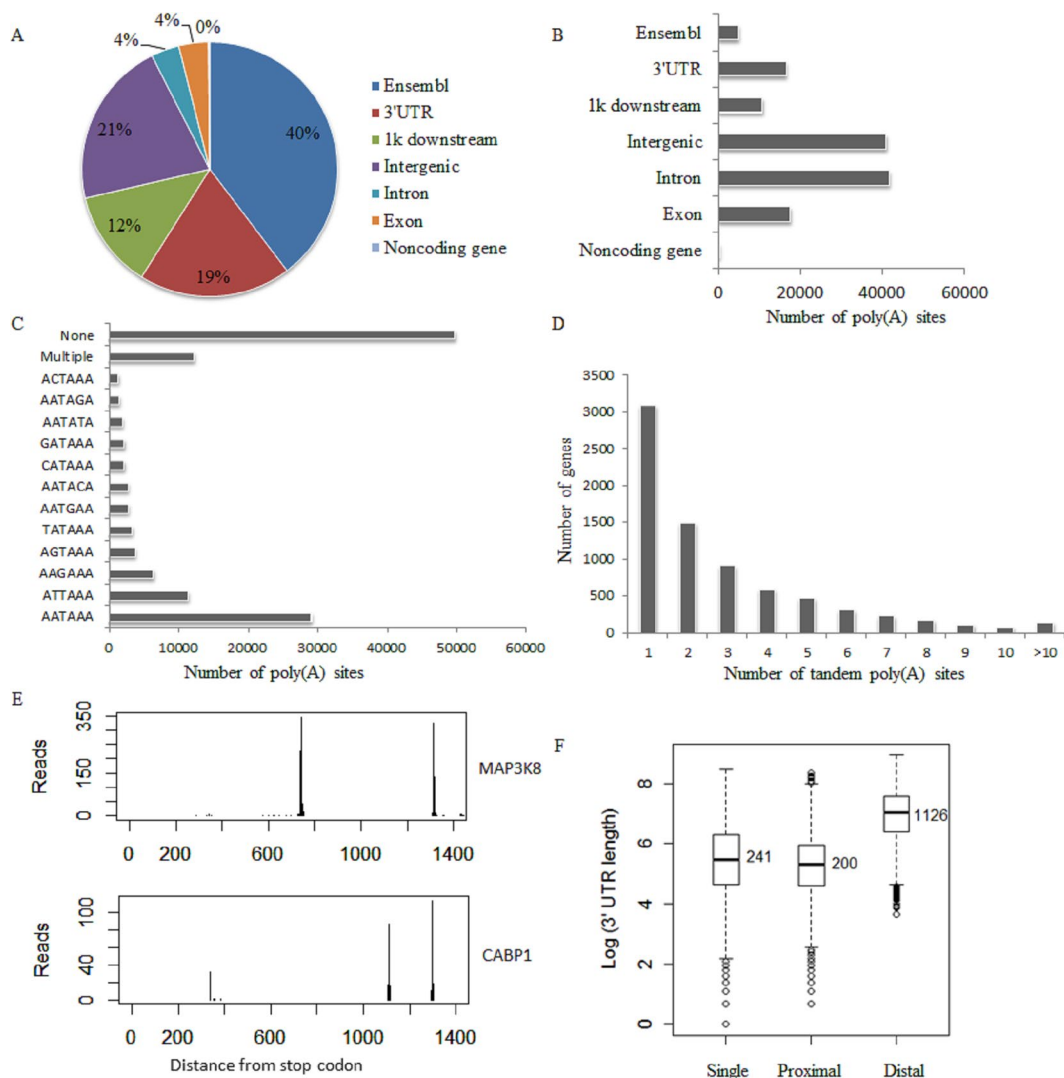 A
4%
4%
0%
40%
21%
12%
19%
Ensembl
3'UTR
1k downstream
Intergenic
Intron
Exon
Noncoding gene
B
Ensembl
3'UTR
1k downstream
Intergenic
Intron
Exon
Noncoding gene
0 20000 40000 60000
Number of poly(A) sites
C
None
Multiple
ACTAAA
AATAGA
AATATA
GATAAA
CATAAA
AATACA
AATGAA
TATAAA
AGTAAA
AAGAAA
ATTAAA
AATAAA
0 10000 20000 30000 40000 50000 60000
Number of poly(A) sites
D
3500
3000
2500
2000
1500
1000
500
0
Number of genes
1 2 3 4 5 6 7 8 9 10 >10
Number of tandem poly(A) sites
E
Reads
350
150
0
MAP3K8
0 200 600 1000 1400
Reads
100
40
0
CABP1
0 200 600 1000 1400
Distance from stop codon
F
Log (3' UTR length)
8
6
4
2
0
241
200
1126
Single Proximal Distal